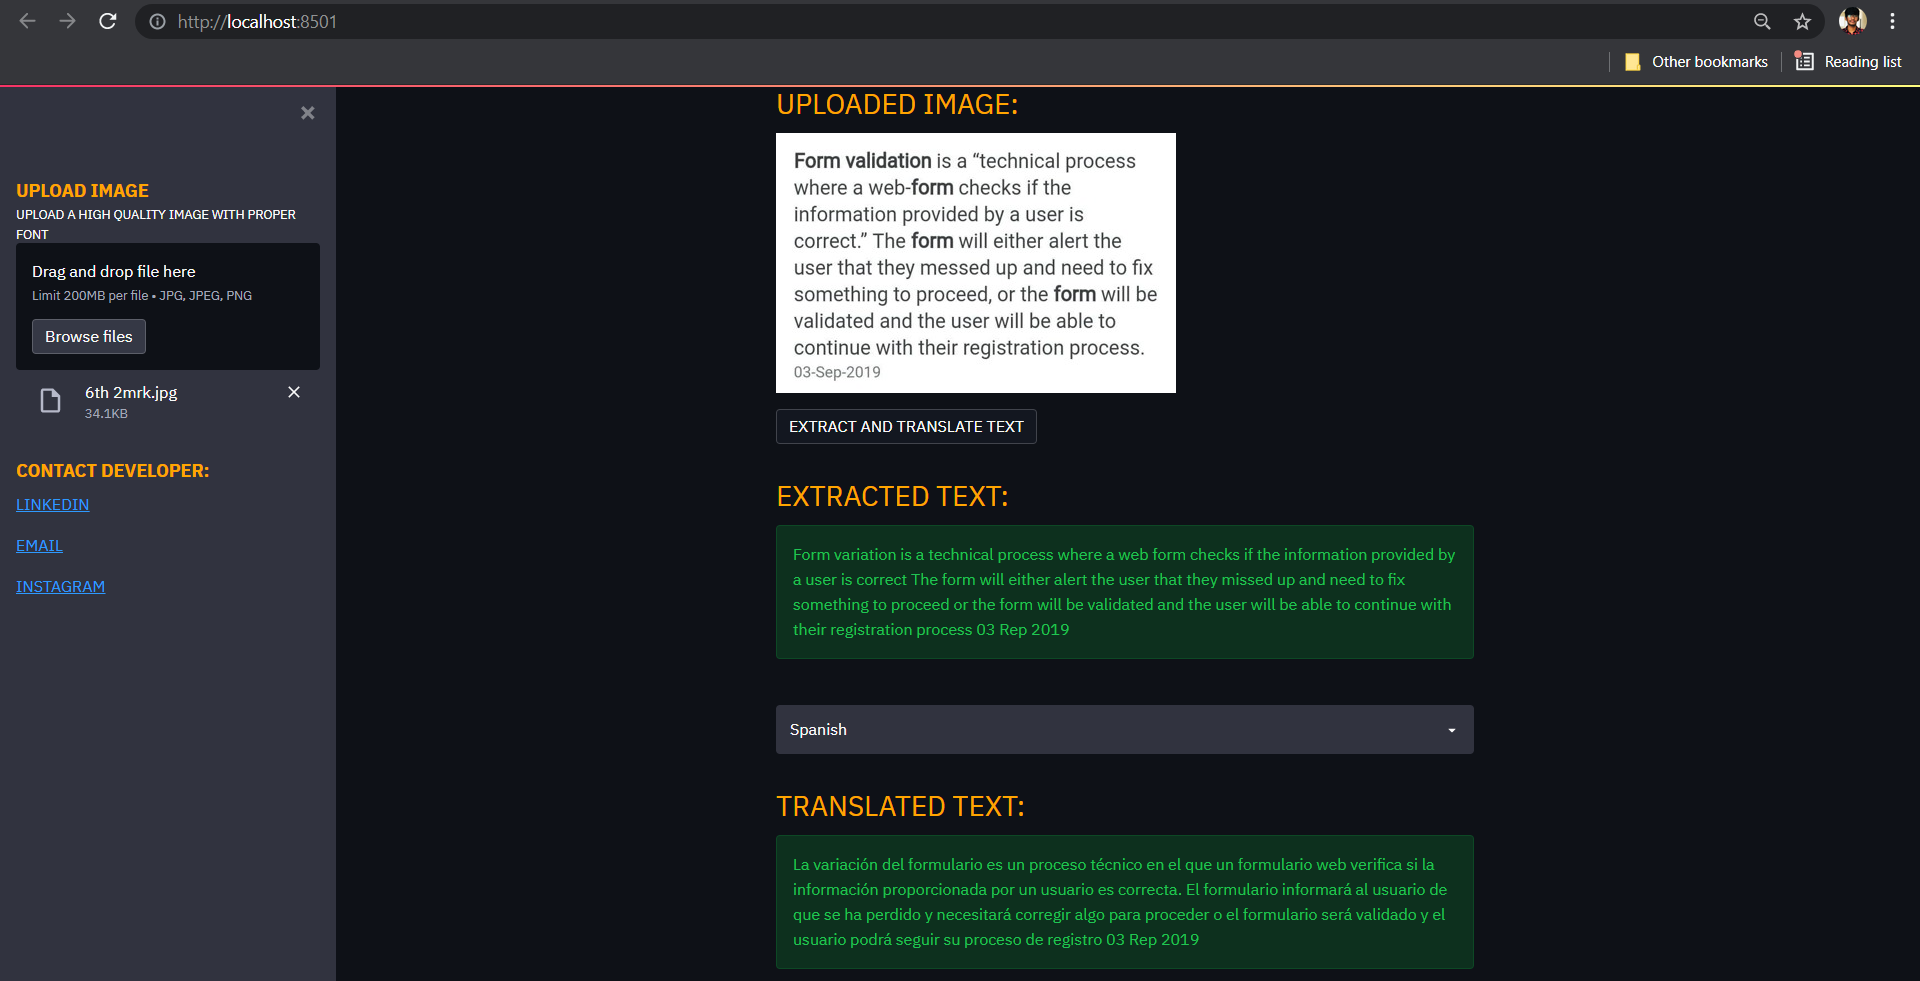 http://localhost:8501
Other bookmarks
Reading list
UPLOAD IMAGE
UPLOAD A HIGH QUALITY IMAGE WITH PROPER
FONT
Drag and drop file here
Limit 200MB per file • JPG, JPEG, PNG
Browse files
6th 2mrk.jpg
34.1KB
CONTACT DEVELOPER:
LINKEDIN
EMAIL
INSTAGRAM
UPLOADED IMAGE:
Form validation is a “technical process
where a web-form checks if the
information provided by a user is
correct.” The form will either alert the
user that they messed up and need to fix
something to proceed, or the form will be
validated and the user will be able to
continue with their registration process.
03-Sep-2019
EXTRACT AND TRANSLATE TEXT
EXTRACTED TEXT:
Form variation is a technical process where a web form checks if the information provided by
a user is correct The form will either alert the user that they missed up and need to fix
something to proceed or the form will be validated and the user will be able to continue with
their registration process 03 Rep 2019
Spanish
TRANSLATED TEXT:
La variación del formulario es un proceso técnico en el que un formulario web verifica si la
información proporcionada por un usuario es correcta. El formulario informará al usuario de
que se ha perdido y necesitará corregir algo para proceder o el formulario será validado y el
usuario podrá seguir su proceso de registro 03 Rep 2019